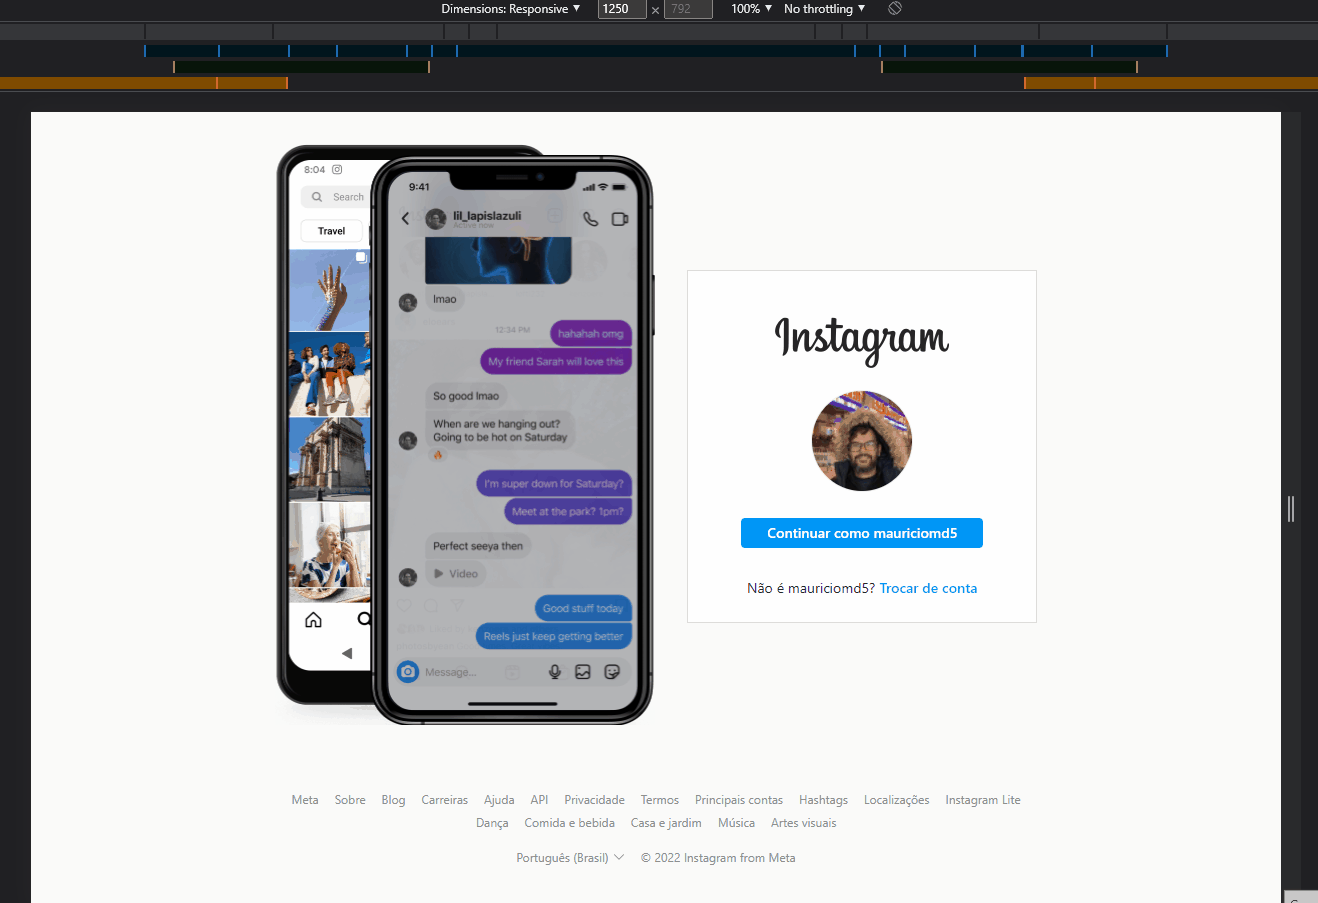 Dimensions: Responsive ▼ 1250 × 792 100% ▼ No throttling ▼
8:04
Search
Travel
9:41
lil_lapislazuli
Active now
lmao
12:34 PM
hahahah omg
My friend Sarah will love this
So good lmao
When are we hanging out?
Going to be hot on Saturday
I'm super down for Saturday?
Meet at the park? 1pm?
Perfect seeya then
Video
Good stuff today
Reels just keep getting better
Message...
Instagram
Continuar como mauriciomd5
Não é mauriciomd5? Trocar de conta
Meta Sobre Blog Carreiras Ajuda API Privacidade Termos Principais contas Hashtags Localizações Instagram Lite
Dança Comida e bebida Casa e jardim Música Artes visuais
Português (Brasil) © 2022 Instagram from Meta